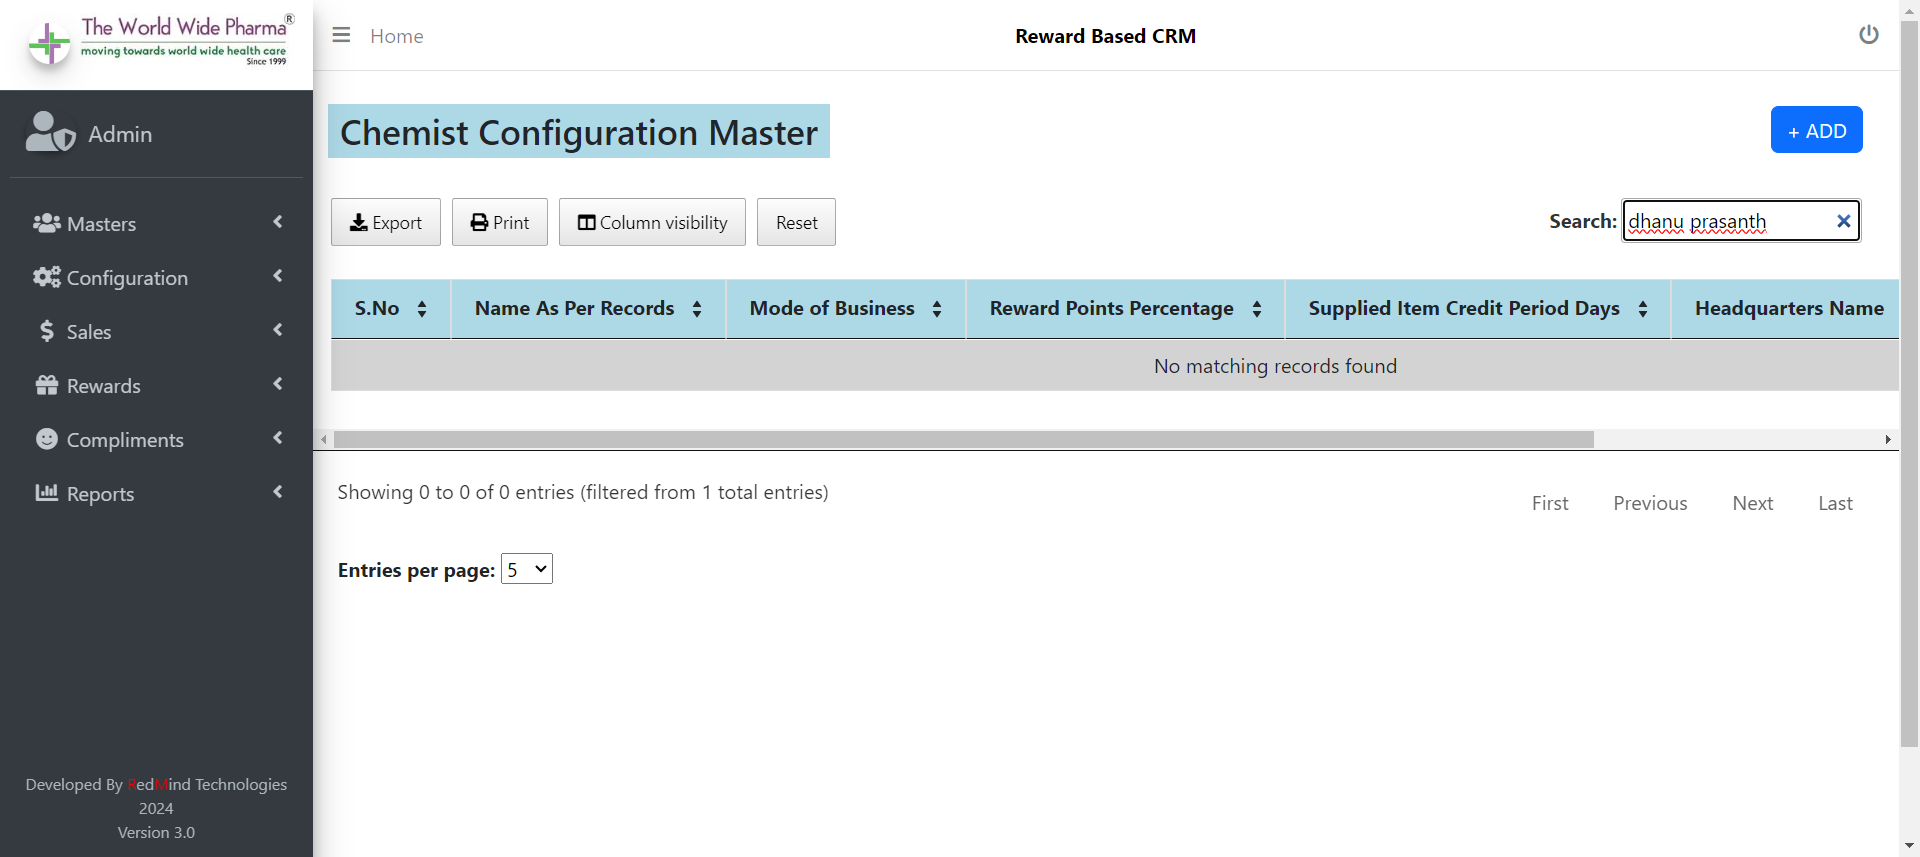 The World Wide Pharma®
moving towards world wide health care
Since 1999
Home
Reward Based CRM
Admin
Masters
Configuration
Sales
Rewards
Compliments
Reports
Developed By RedMind Technologies
2024
Version 3.0
Chemist Configuration Master
+ ADD
Export Print Column visibility Reset
Search: dhanu prasanth
S.No Name As Per Records Mode of Business Reward Points Percentage Supplied Item Credit Period Days Headquarters Name
No matching records found
Showing 0 to 0 of 0 entries (filtered from 1 total entries)
First Previous Next Last
Entries per page: 5